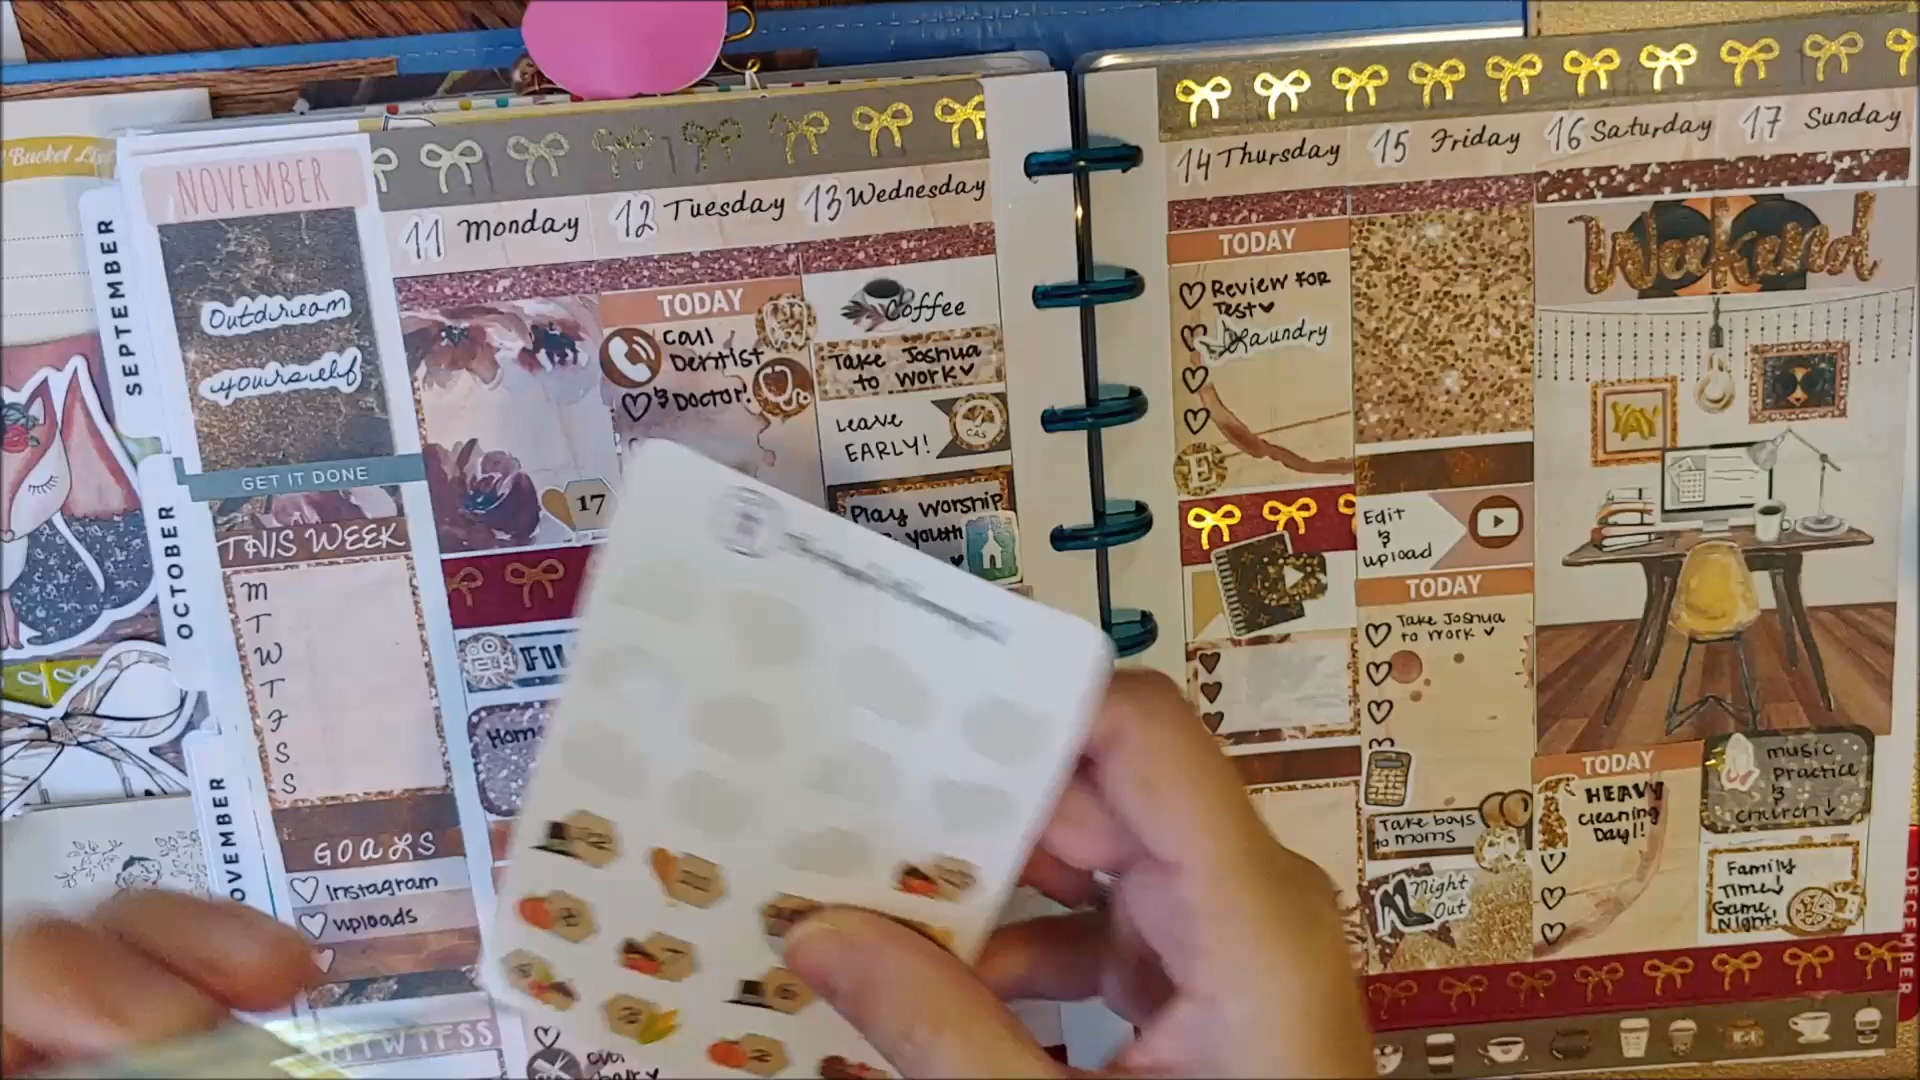 Bucket List
SEPTEMBER
OCTOBER
NOVEMBER
Outdream
yourself
GET IT DONE
THIS WEEK
M
T
W
T
F
S
S
GOALS
Instagram
uploads
M T W T F S S
11 Monday
17
12 Tuesday
TODAY
Call
Dentist
& Doctor!
Home
13 Wednesday
Coffee
Take Joshua
to work
Leave
EARLY!
Play worship
youth
14 Thursday
TODAY
Review for
Test
Laundry
E
15 Friday
Edit
&
upload
TODAY
Take Joshua
to work
Take boys
to moms
Night
Out
16 Saturday
17 Sunday
Weekend
YAY
TODAY
HEAVY
Cleaning
Day!!
music
Practice
&
church
Family
Time
Game
Night!
DECEMBER